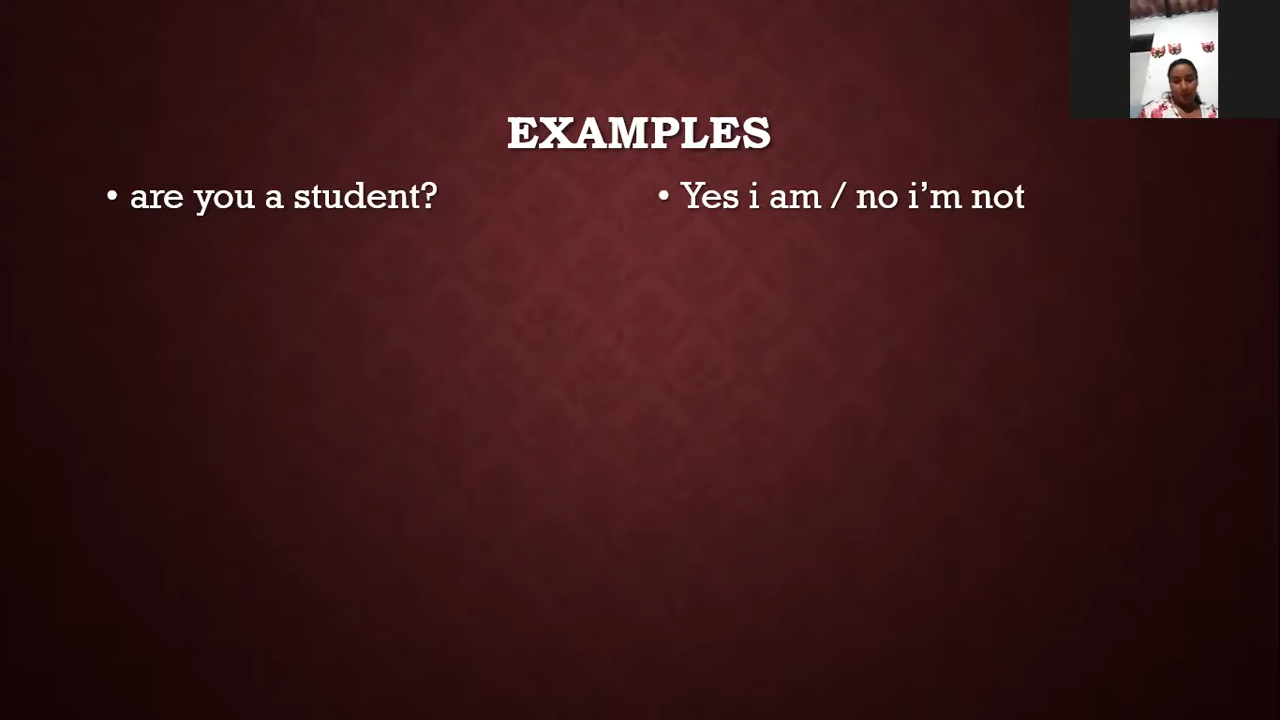 EXAMPLES
• are you a student?
• Yes i am / no i’m not